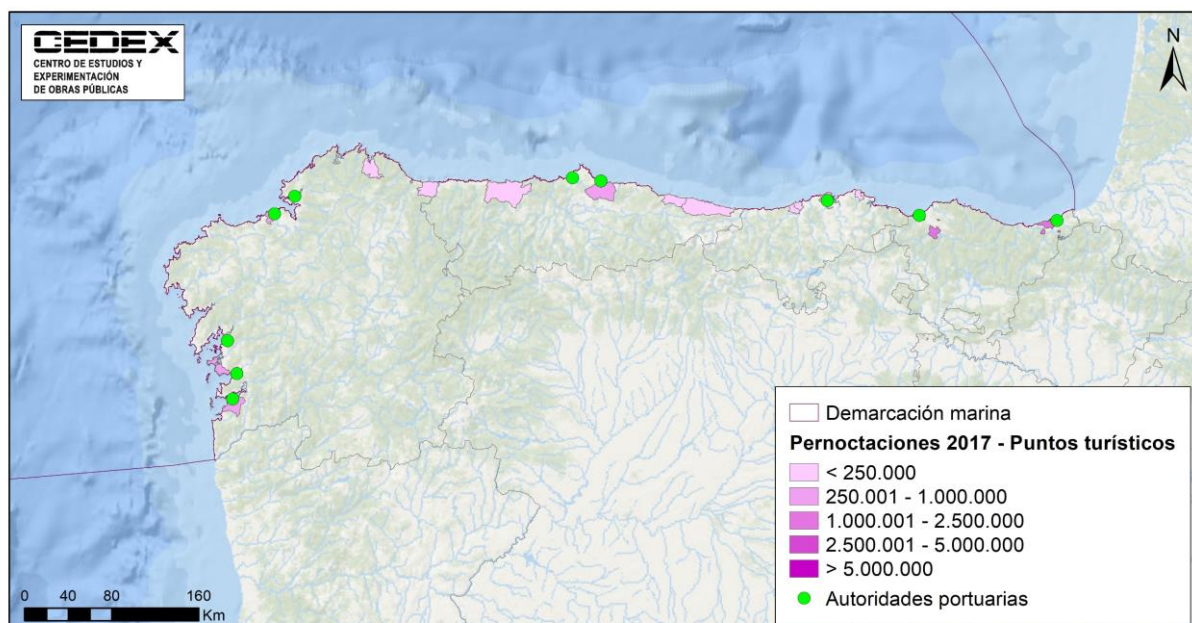 CEDEX
CENTRO DE ESTUDIOS Y
EXPERIMENTACIÓN
DE OBRAS PÚBLICAS
N
Demarcación marina
Pernoctaciones 2017 - Puntos turísticos
< 250.000
250.001 - 1.000.000
1.000.001 - 2.500.000
2.500.001 - 5.000.000
> 5.000.000
Autoridades portuarias
0 20 40 80 120 160
Km